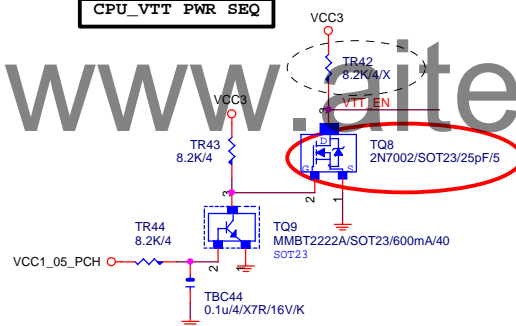 CPU_VTT PWR SEQ
VCC3
TR42
8.2K/4/X
www.aite
VTT_EN
VCC3
3
TR43
8.2K/4
D
G
S
TQ8
2N7002/SOT23/25pF/5
2
1
3
TR44
8.2K/4
TQ9
MMBT2222A/SOT23/600mA/40
SOT23
VCC1_05_PCH
2
1
TBC44
0.1u/4/X7R/16V/K